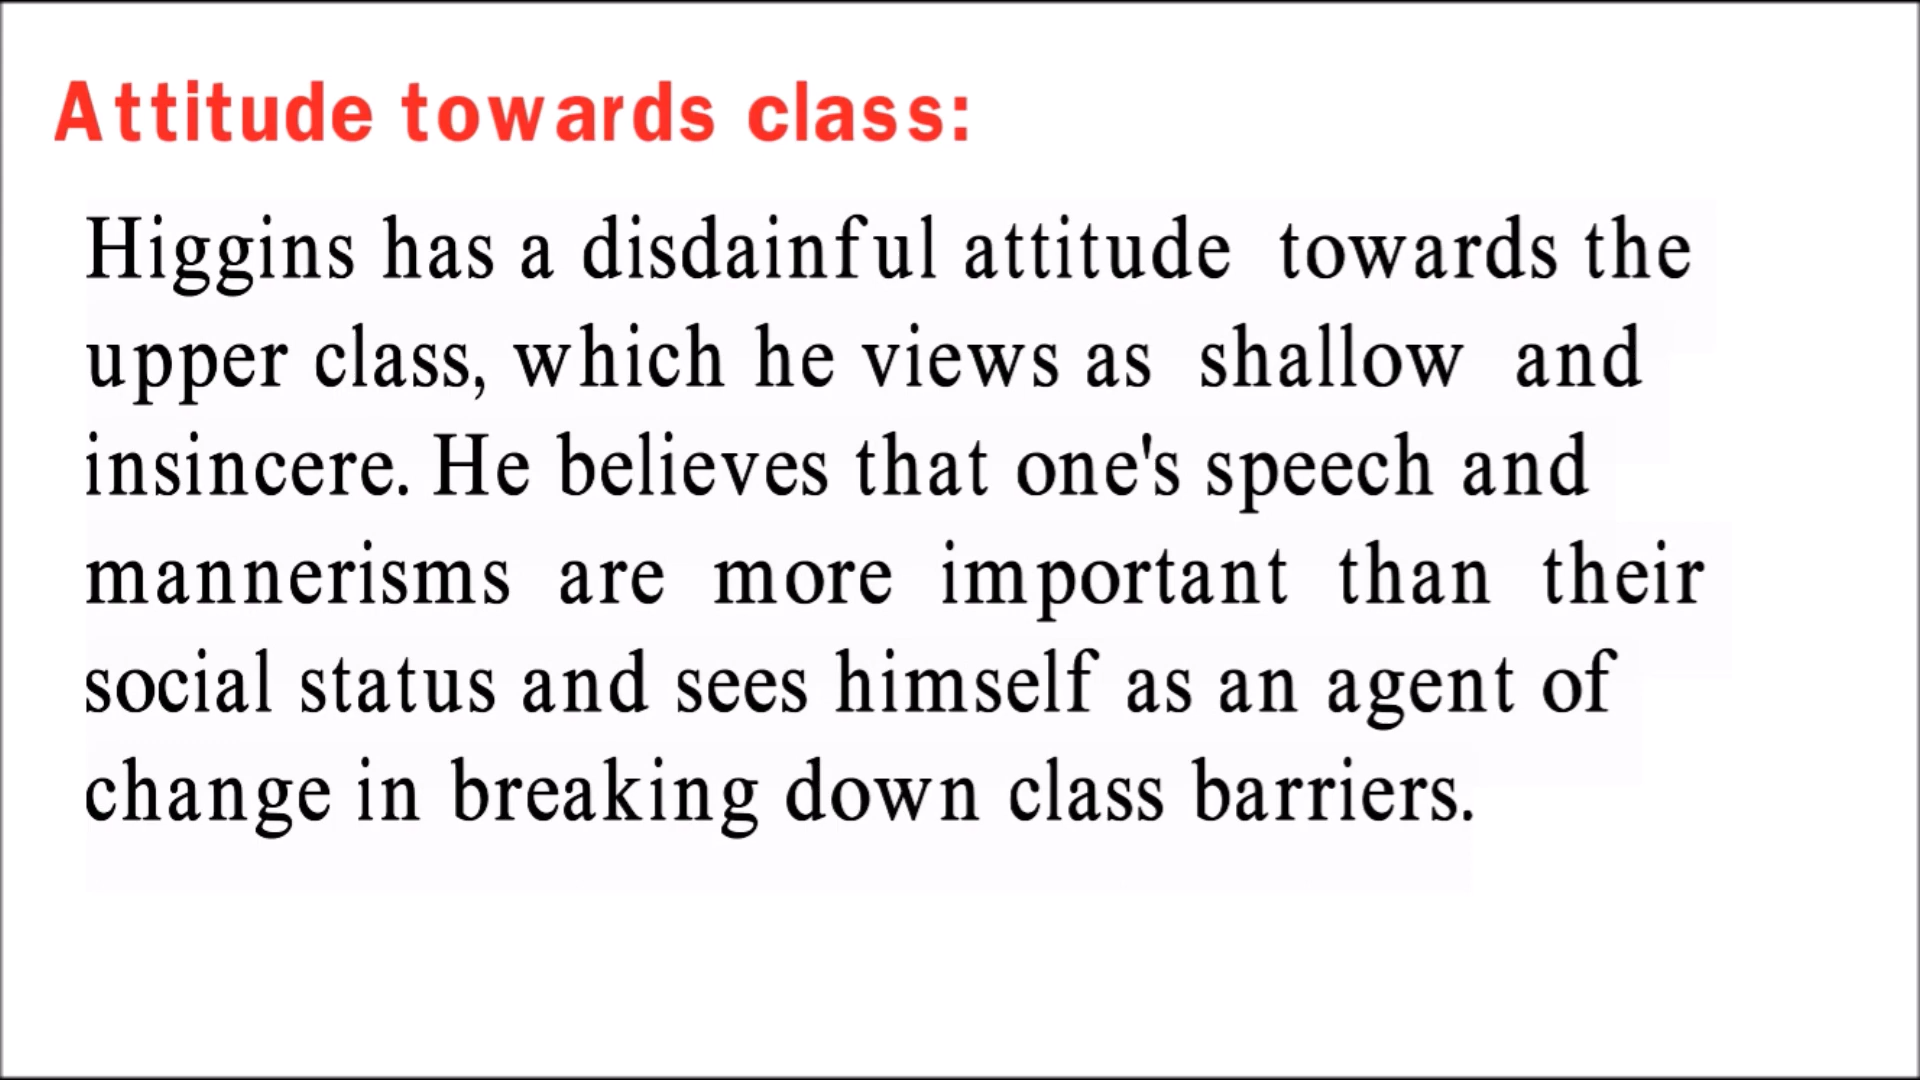 Attitude towards class:
Higgins has a disdainful attitude towards the
upper class, which he views as shallow and
insincere. He believes that one's speech and
mannerisms are more important than their
social status and sees himself as an agent of
change in breaking down class barriers.